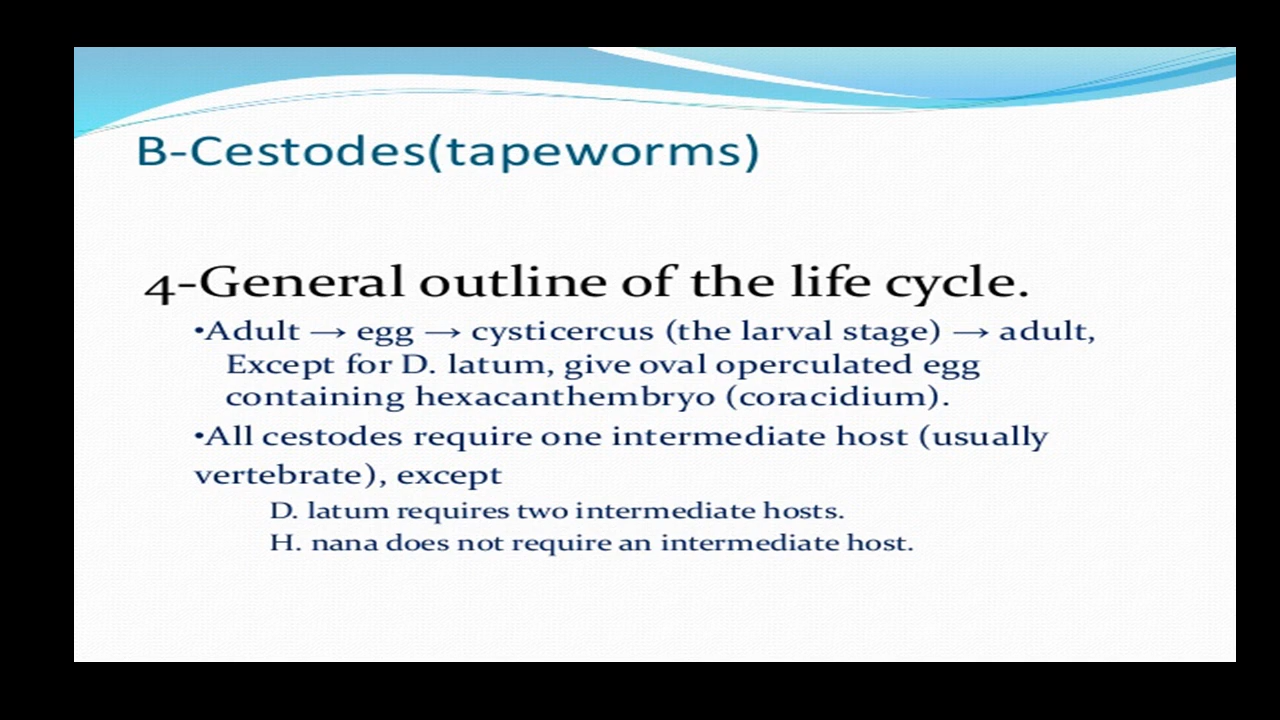 B-Cestodes(tapeworms)
4-General outline of the life cycle.
•Adult → egg → cysticercus (the larval stage) → adult,
Except for D. latum, give oval operculated egg
containing hexacanthembryo (coracidium).
•All cestodes require one intermediate host (usually
vertebrate), except
D. latum requires two intermediate hosts.
H. nana does not require an intermediate host.